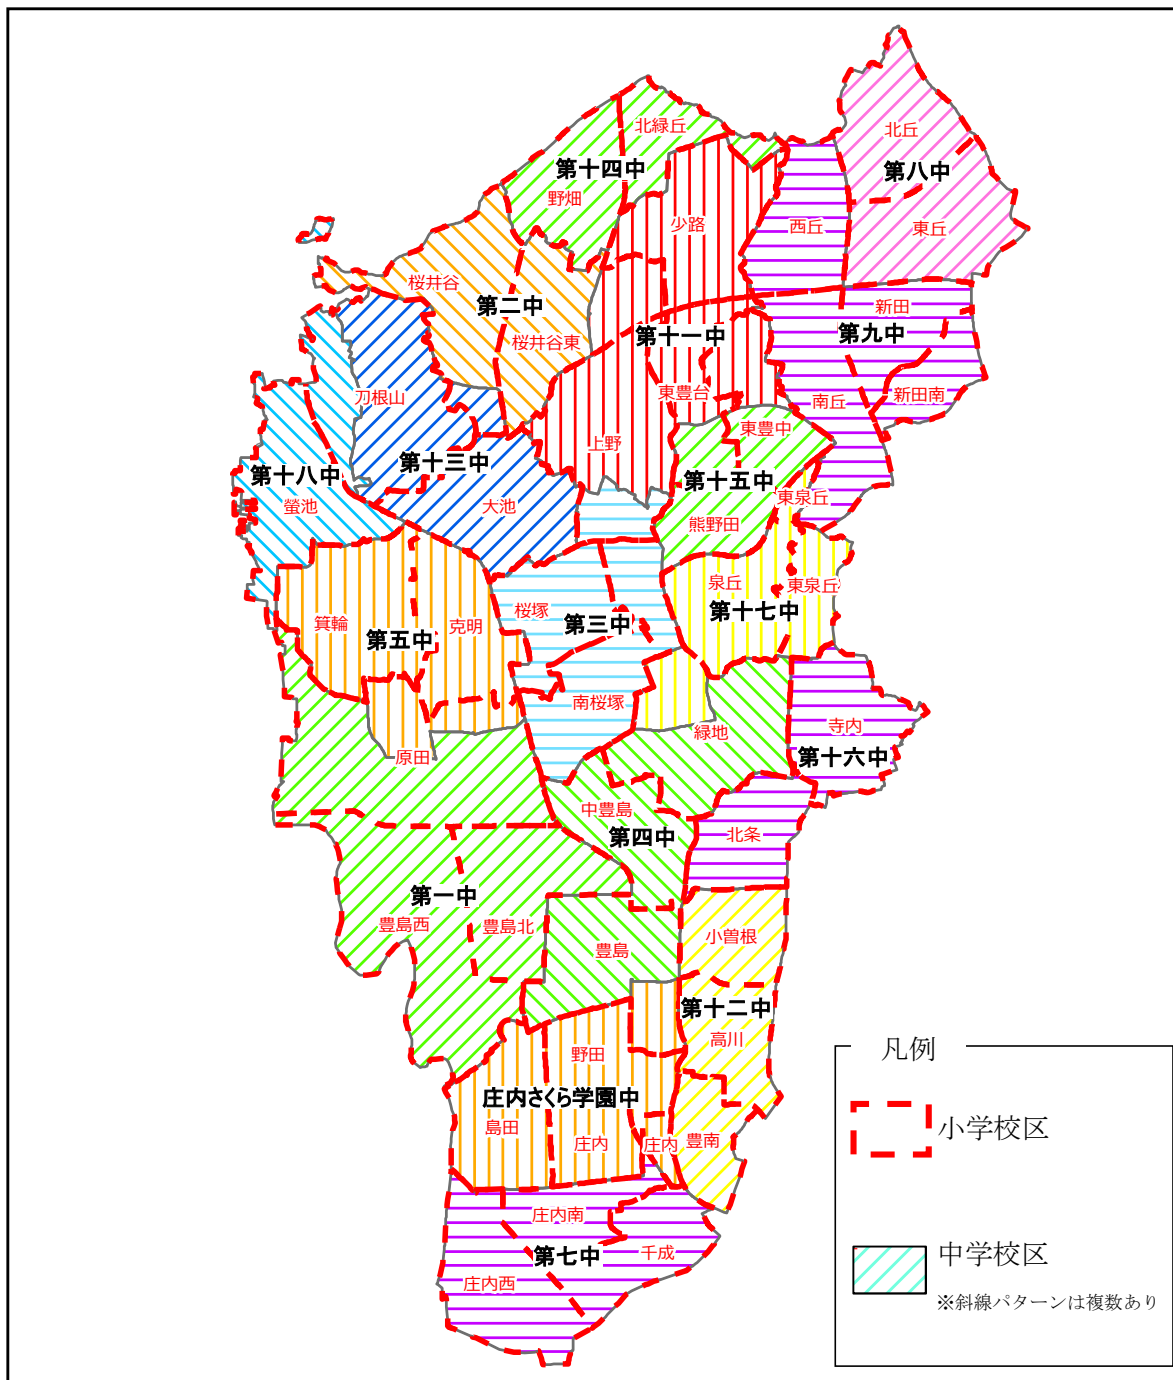 北丘
北緑丘
第十四中
第八中
野畑
少路
西丘
東丘
桜井谷
第二中
新田
第十一中
第九中
桜井谷東
東豊台
刀根山
南丘
新田南
東豊中
上野
第十三中
第十八中
第十五中
東泉丘
螢池
大池
熊野田
泉丘
東泉丘
桜塚
第十七中
箕輪
第五中
克明
第三中
南桜塚
緑地
寺内
原田
第十六中
中豊島
第四中
北条
第一中
豊島西
豊島北
小曽根
豊島
第十二中
高川
野田
凡例
庄内さくら学園中
小学校区
島田
庄内
庄内
豊南
庄内南
千成
第七中
中学校区
庄内西
※斜線パターンは複数あり